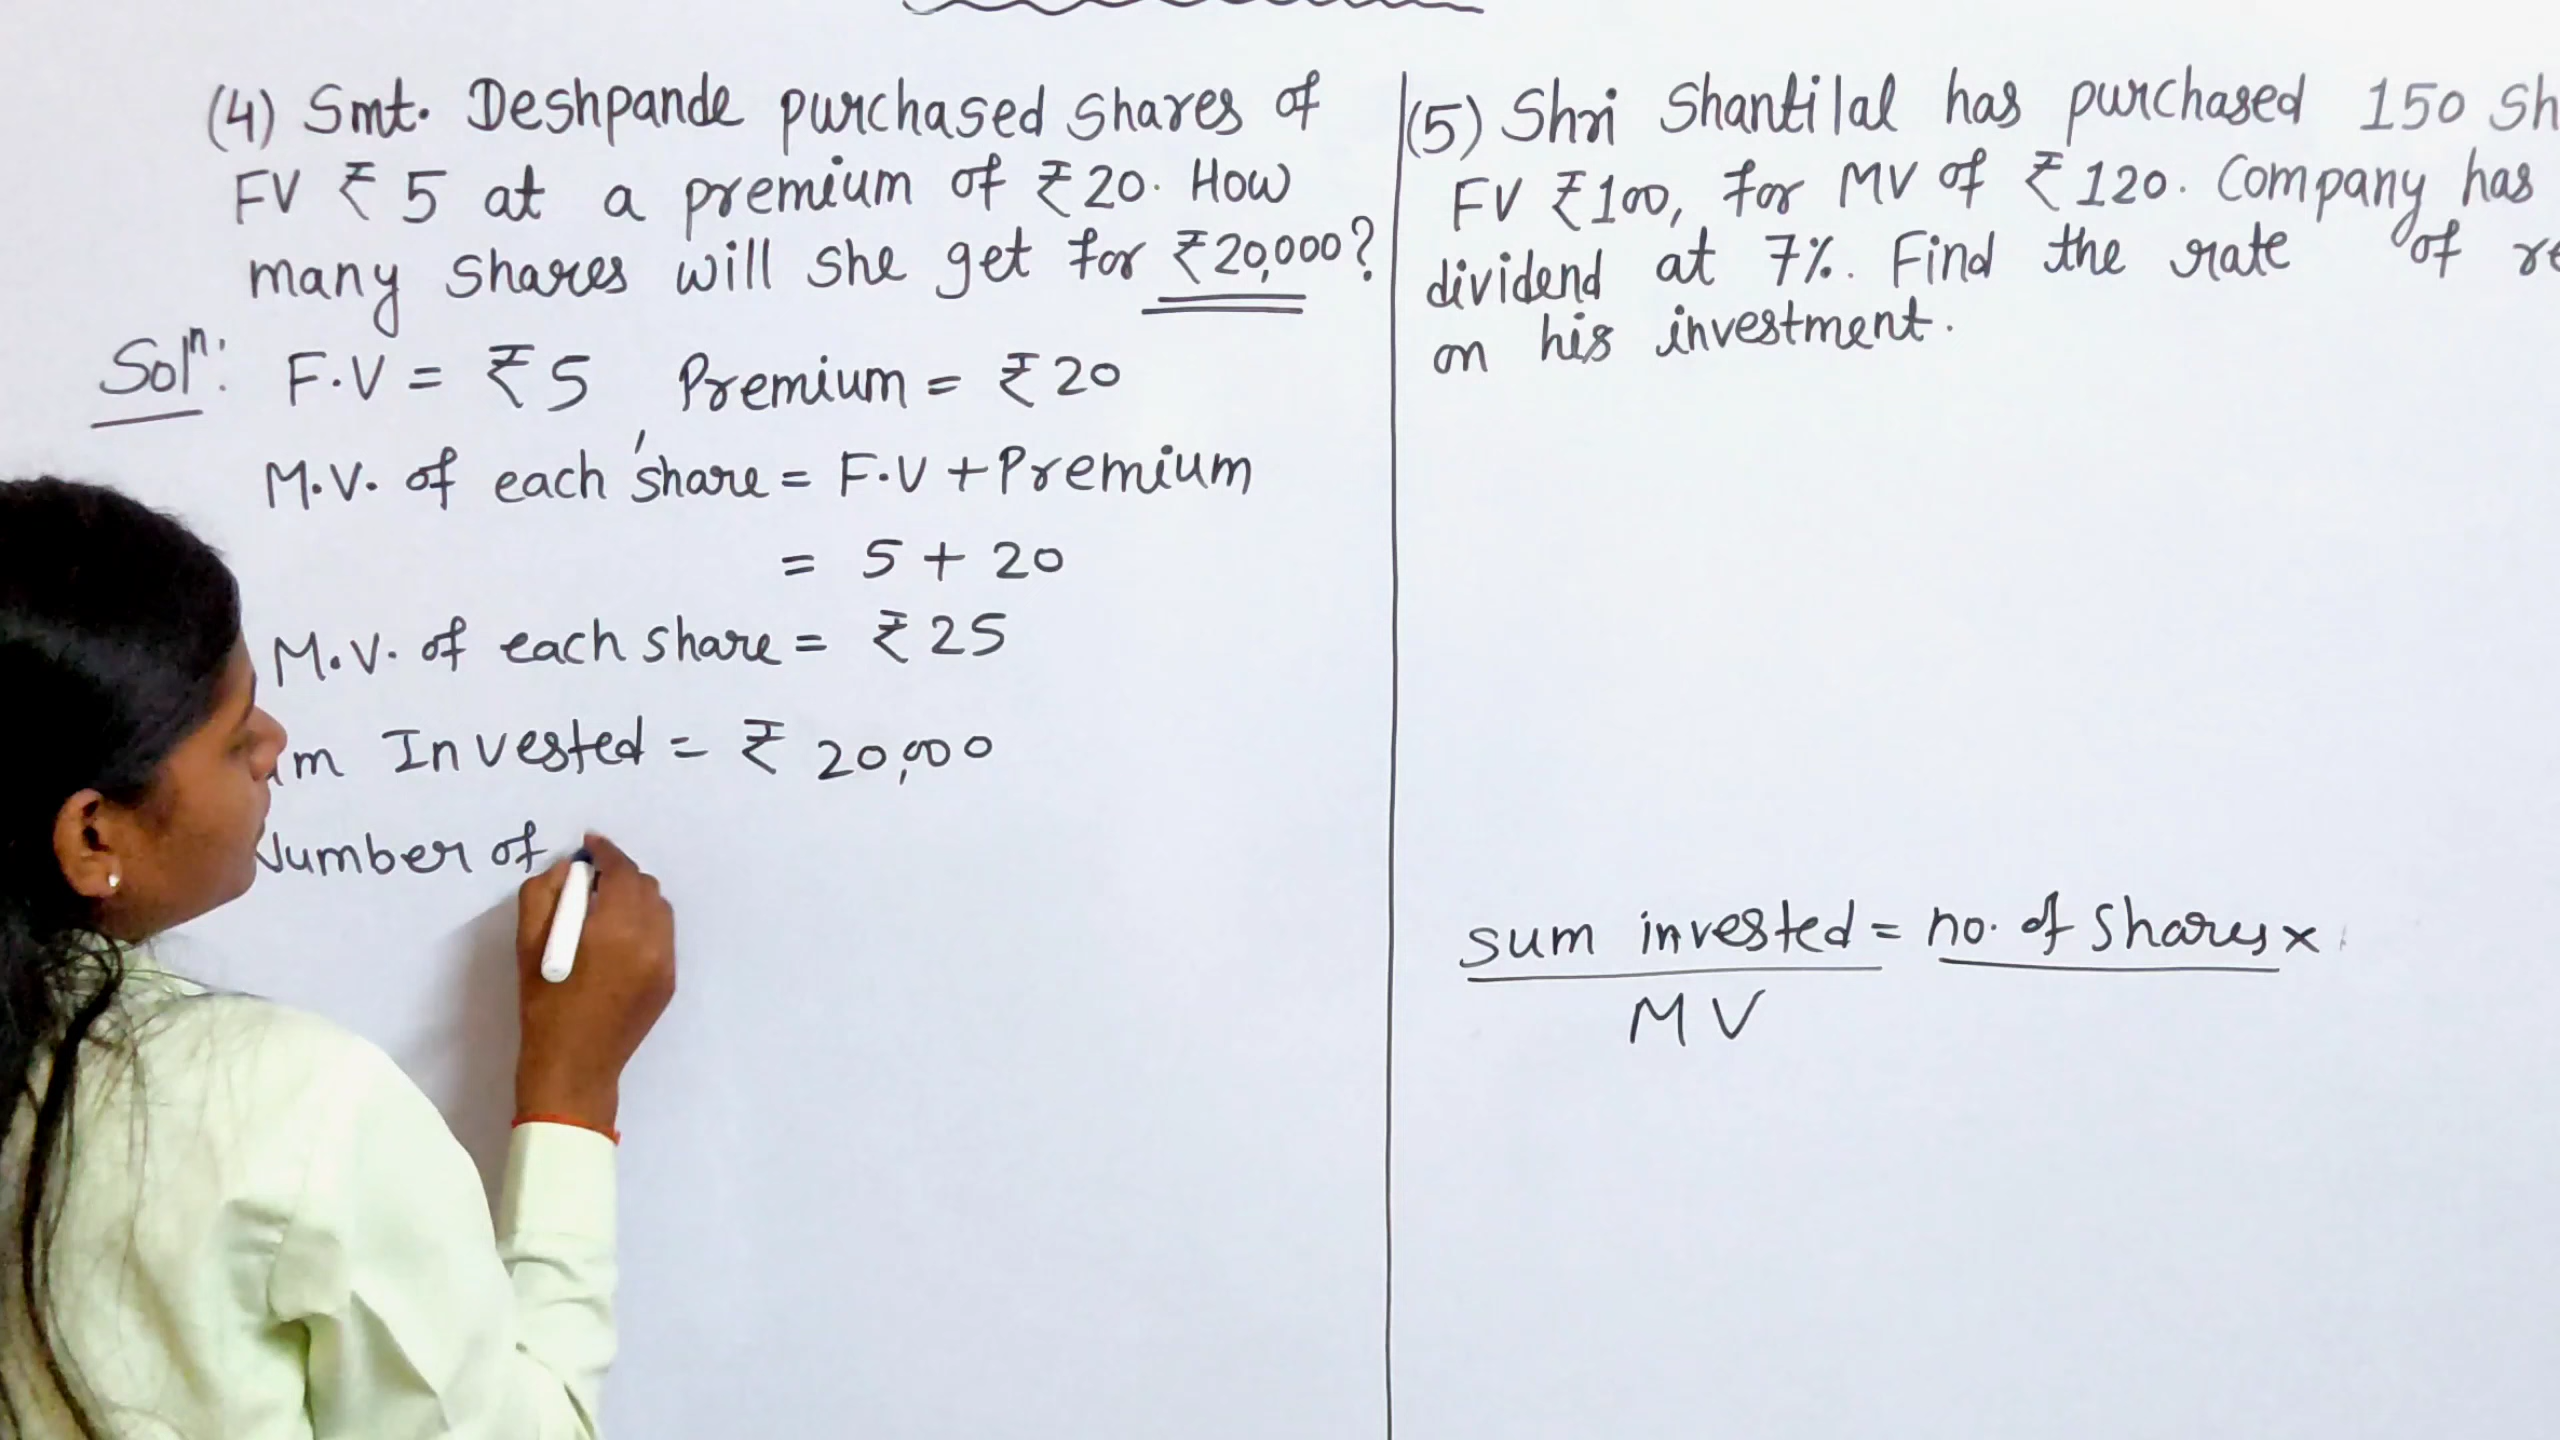 (4) Smt. Deshpande purchased shares of
FV ₹5 at a premium of ₹20. How
many shares will she get for ₹20,000?
Solⁿ: F.V = ₹5 Premium = ₹20
M.V. of each share = F.V + Premium
= 5 + 20
M.V. of each share = ₹25
Invested = ₹ 20,000
Number of
(5) Shri Shantilal has purchased 150
FV ₹100, for MV of ₹120. Company has
dividend at 7%. Find the rate of
on his investment.
sum invested = no. of shares ×
MV